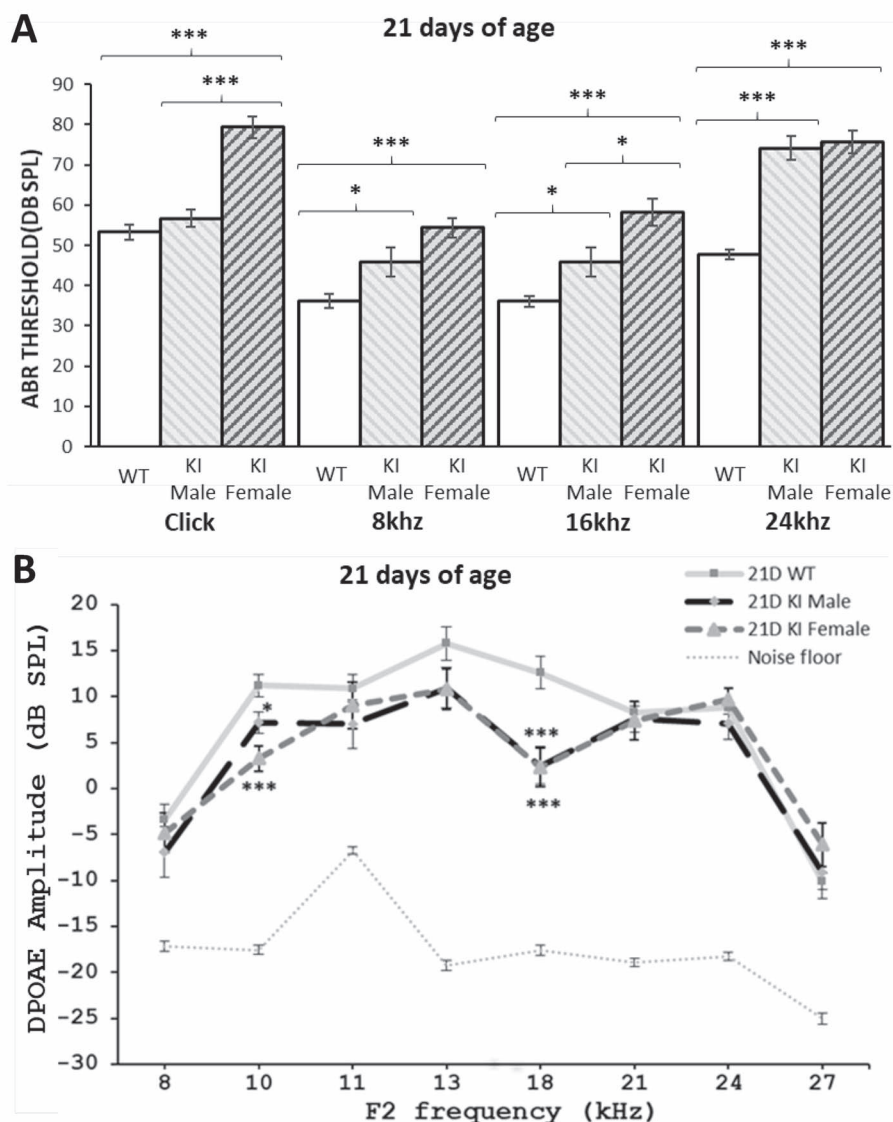 A
21 days of age
*** *** *** ***
*** *** * ***
* *
ABR THRESHOLD(DB SPL)
90
80
70
60
50
40
30
20
10
0
WT KI Male KI Female WT KI Male KI Female WT KI Male KI Female WT KI Male KI Female
Click 8khz 16khz 24khz
B
21 days of age
21D WT
21D KI Male
21D KI Female
Noise floor
DPOAE Amplitude (dB SPL)
20
15
10
5
0
-5
-10
-15
-20
-25
-30
*
***
***
***
8 10 11 13 18 21 24 27
F2 frequency (kHz)